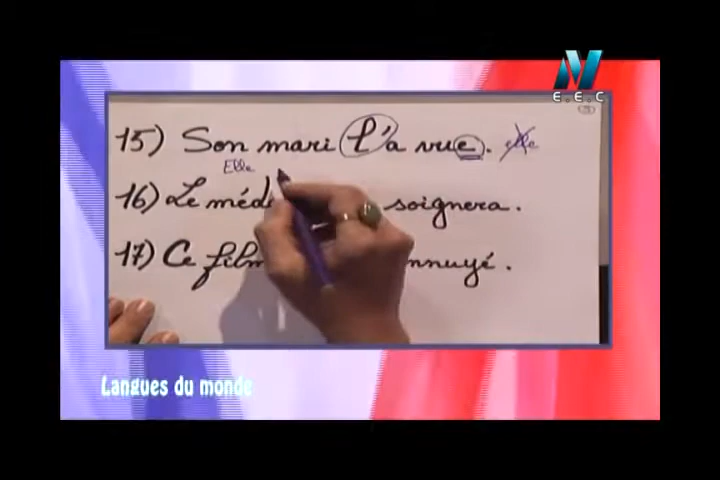 E.E.C
15) Son mari l'a vue. elle
Elle
16) Le méd soignera.
17) Ce film nnuyé.
Langues du monde